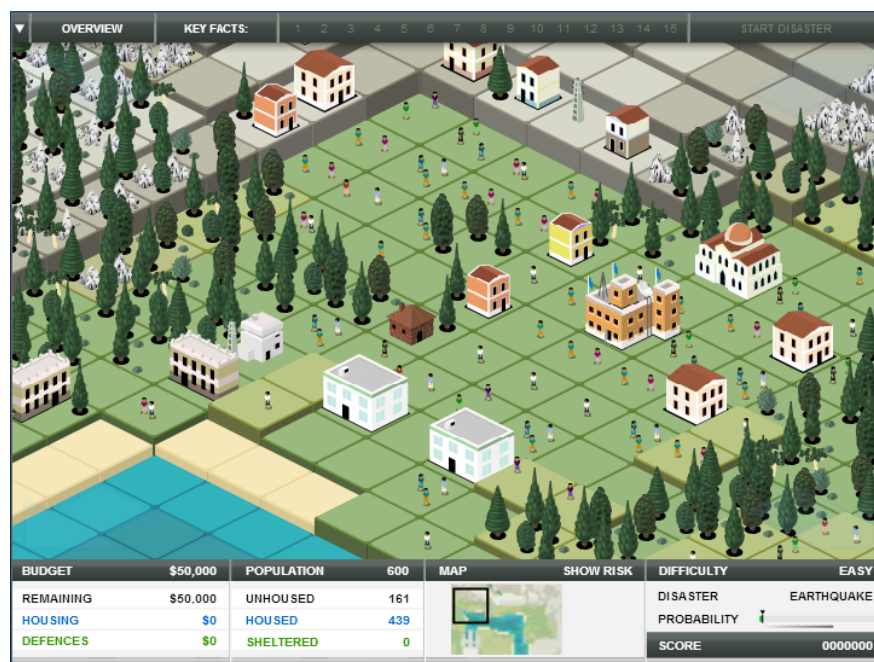 ▼ OVERVIEW KEY FACTS: 1 2 3 4 5 6 7 8 9 10 11 12 13 14 15 START DISASTER
BUDGET $50,000 POPULATION 600 MAP SHOW RISK DIFFICULTY EASY
REMAINING $50,000 UNHOUSED 161 DISASTER EARTHQUAKE
HOUSING $0 HOUSED 439 PROBABILITY
DEFENCES $0 SHELTERED 0 SCORE 0000000